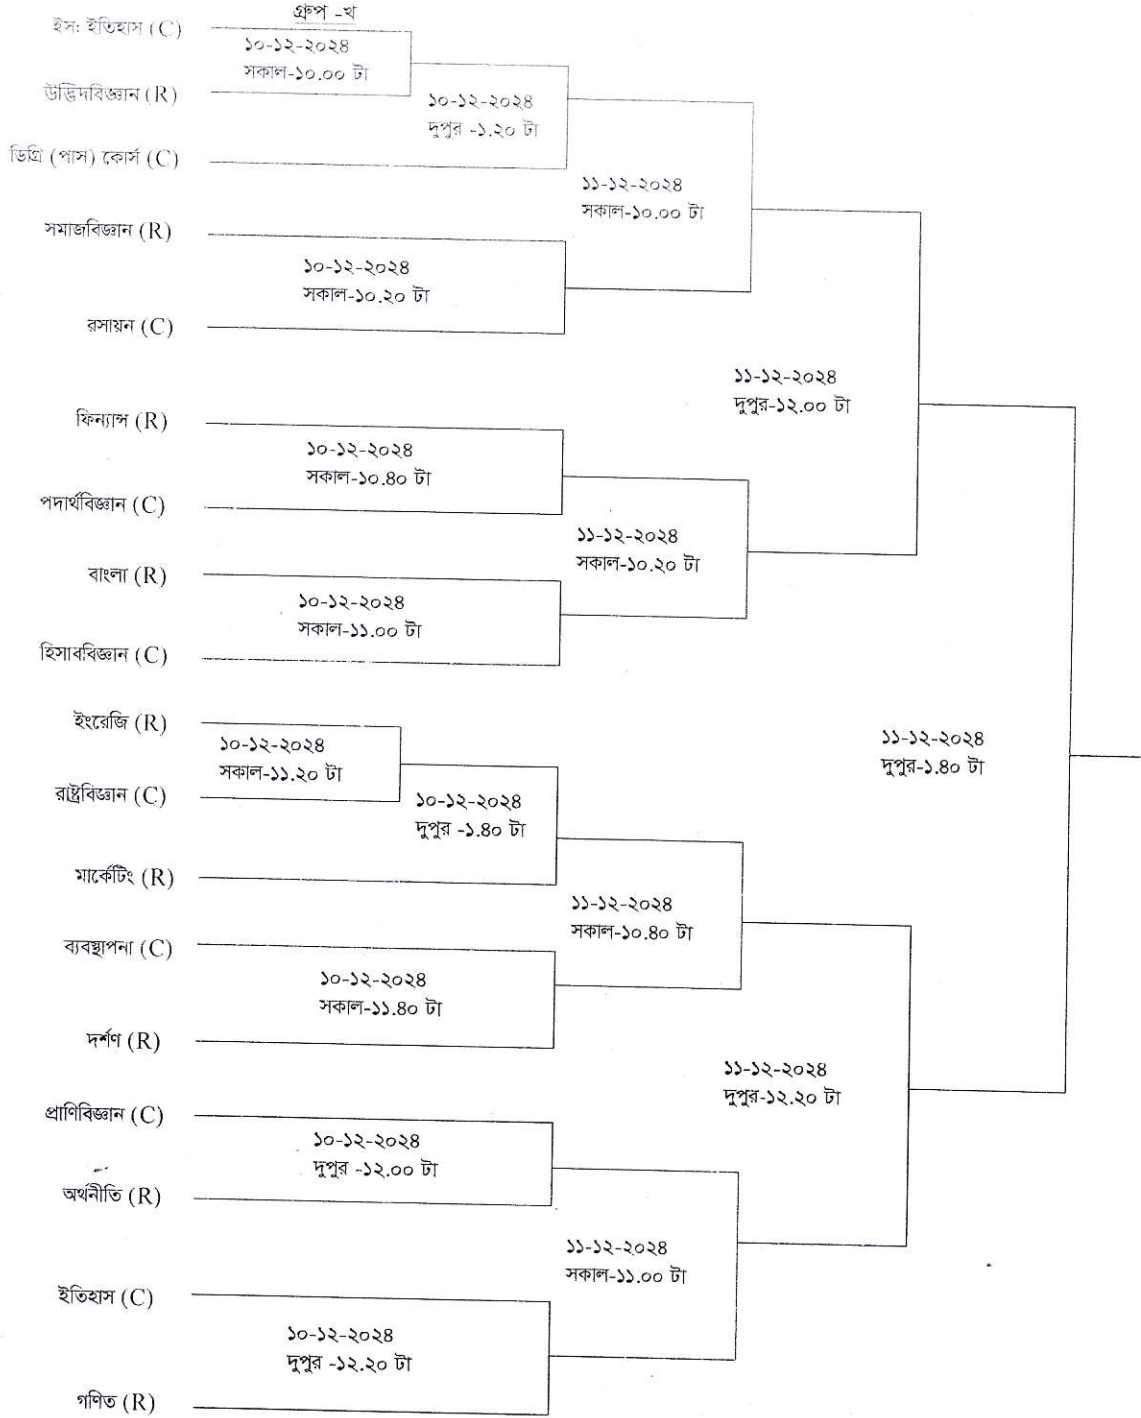 গ্রুপ -খ
ইস: ইতিহাস (C)
১০-১২-২০২৪
সকাল-১০.০০ টা
উদ্ভিদবিজ্ঞান (R)
১০-১২-২০২৪
দুপুর -১.২০ টা
ডিগ্রি (পাস) কোর্স (C)
১১-১২-২০২৪
সকাল-১০.০০ টা
সমাজবিজ্ঞান (R)
১০-১২-২০২৪
সকাল-১০.২০ টা
রসায়ন (C)
১১-১২-২০২৪
দুপুর-১২.০০ টা
ফিন্যান্স (R)
১০-১২-২০২৪
সকাল-১০.৪০ টা
পদার্থবিজ্ঞান (C)
১১-১২-২০২৪
সকাল-১০.২০ টা
বাংলা (R)
১০-১২-২০২৪
সকাল-১১.০০ টা
হিসাববিজ্ঞান (C)
ইংরেজি (R)
১০-১২-২০২৪
সকাল-১১.২০ টা
১১-১২-২০২৪
দুপুর-১.৪০ টা
রাষ্ট্রবিজ্ঞান (C)
১০-১২-২০২৪
দুপুর -১.৪০ টা
মার্কেটিং (R)
১১-১২-২০২৪
সকাল-১০.৪০ টা
ব্যবস্থাপনা (C)
১০-১২-২০২৪
সকাল-১১.৪০ টা
দর্শণ (R)
১১-১২-২০২৪
দুপুর-১২.২০ টা
প্রাণিবিজ্ঞান (C)
১০-১২-২০২৪
দুপুর -১২.০০ টা
অর্থনীতি (R)
১১-১২-২০২৪
সকাল-১১.০০ টা
ইতিহাস (C)
১০-১২-২০২৪
দুপুর -১২.২০ টা
গণিত (R)